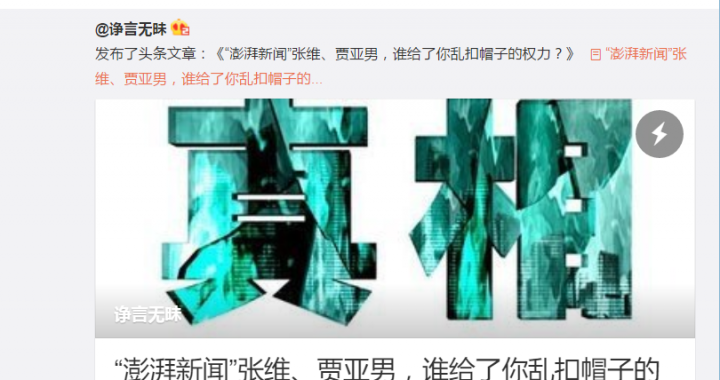 @诤言无昧
发布了头条文章：《“澎湃新闻”张维、贾亚男，谁给了你乱扣帽子的权力？》 “澎湃新闻”张
维、贾亚男，谁给了你乱扣帽子的...
真相
诤言无昧
“澎湃新闻”张维、贾亚男，谁给了你乱扣帽子的